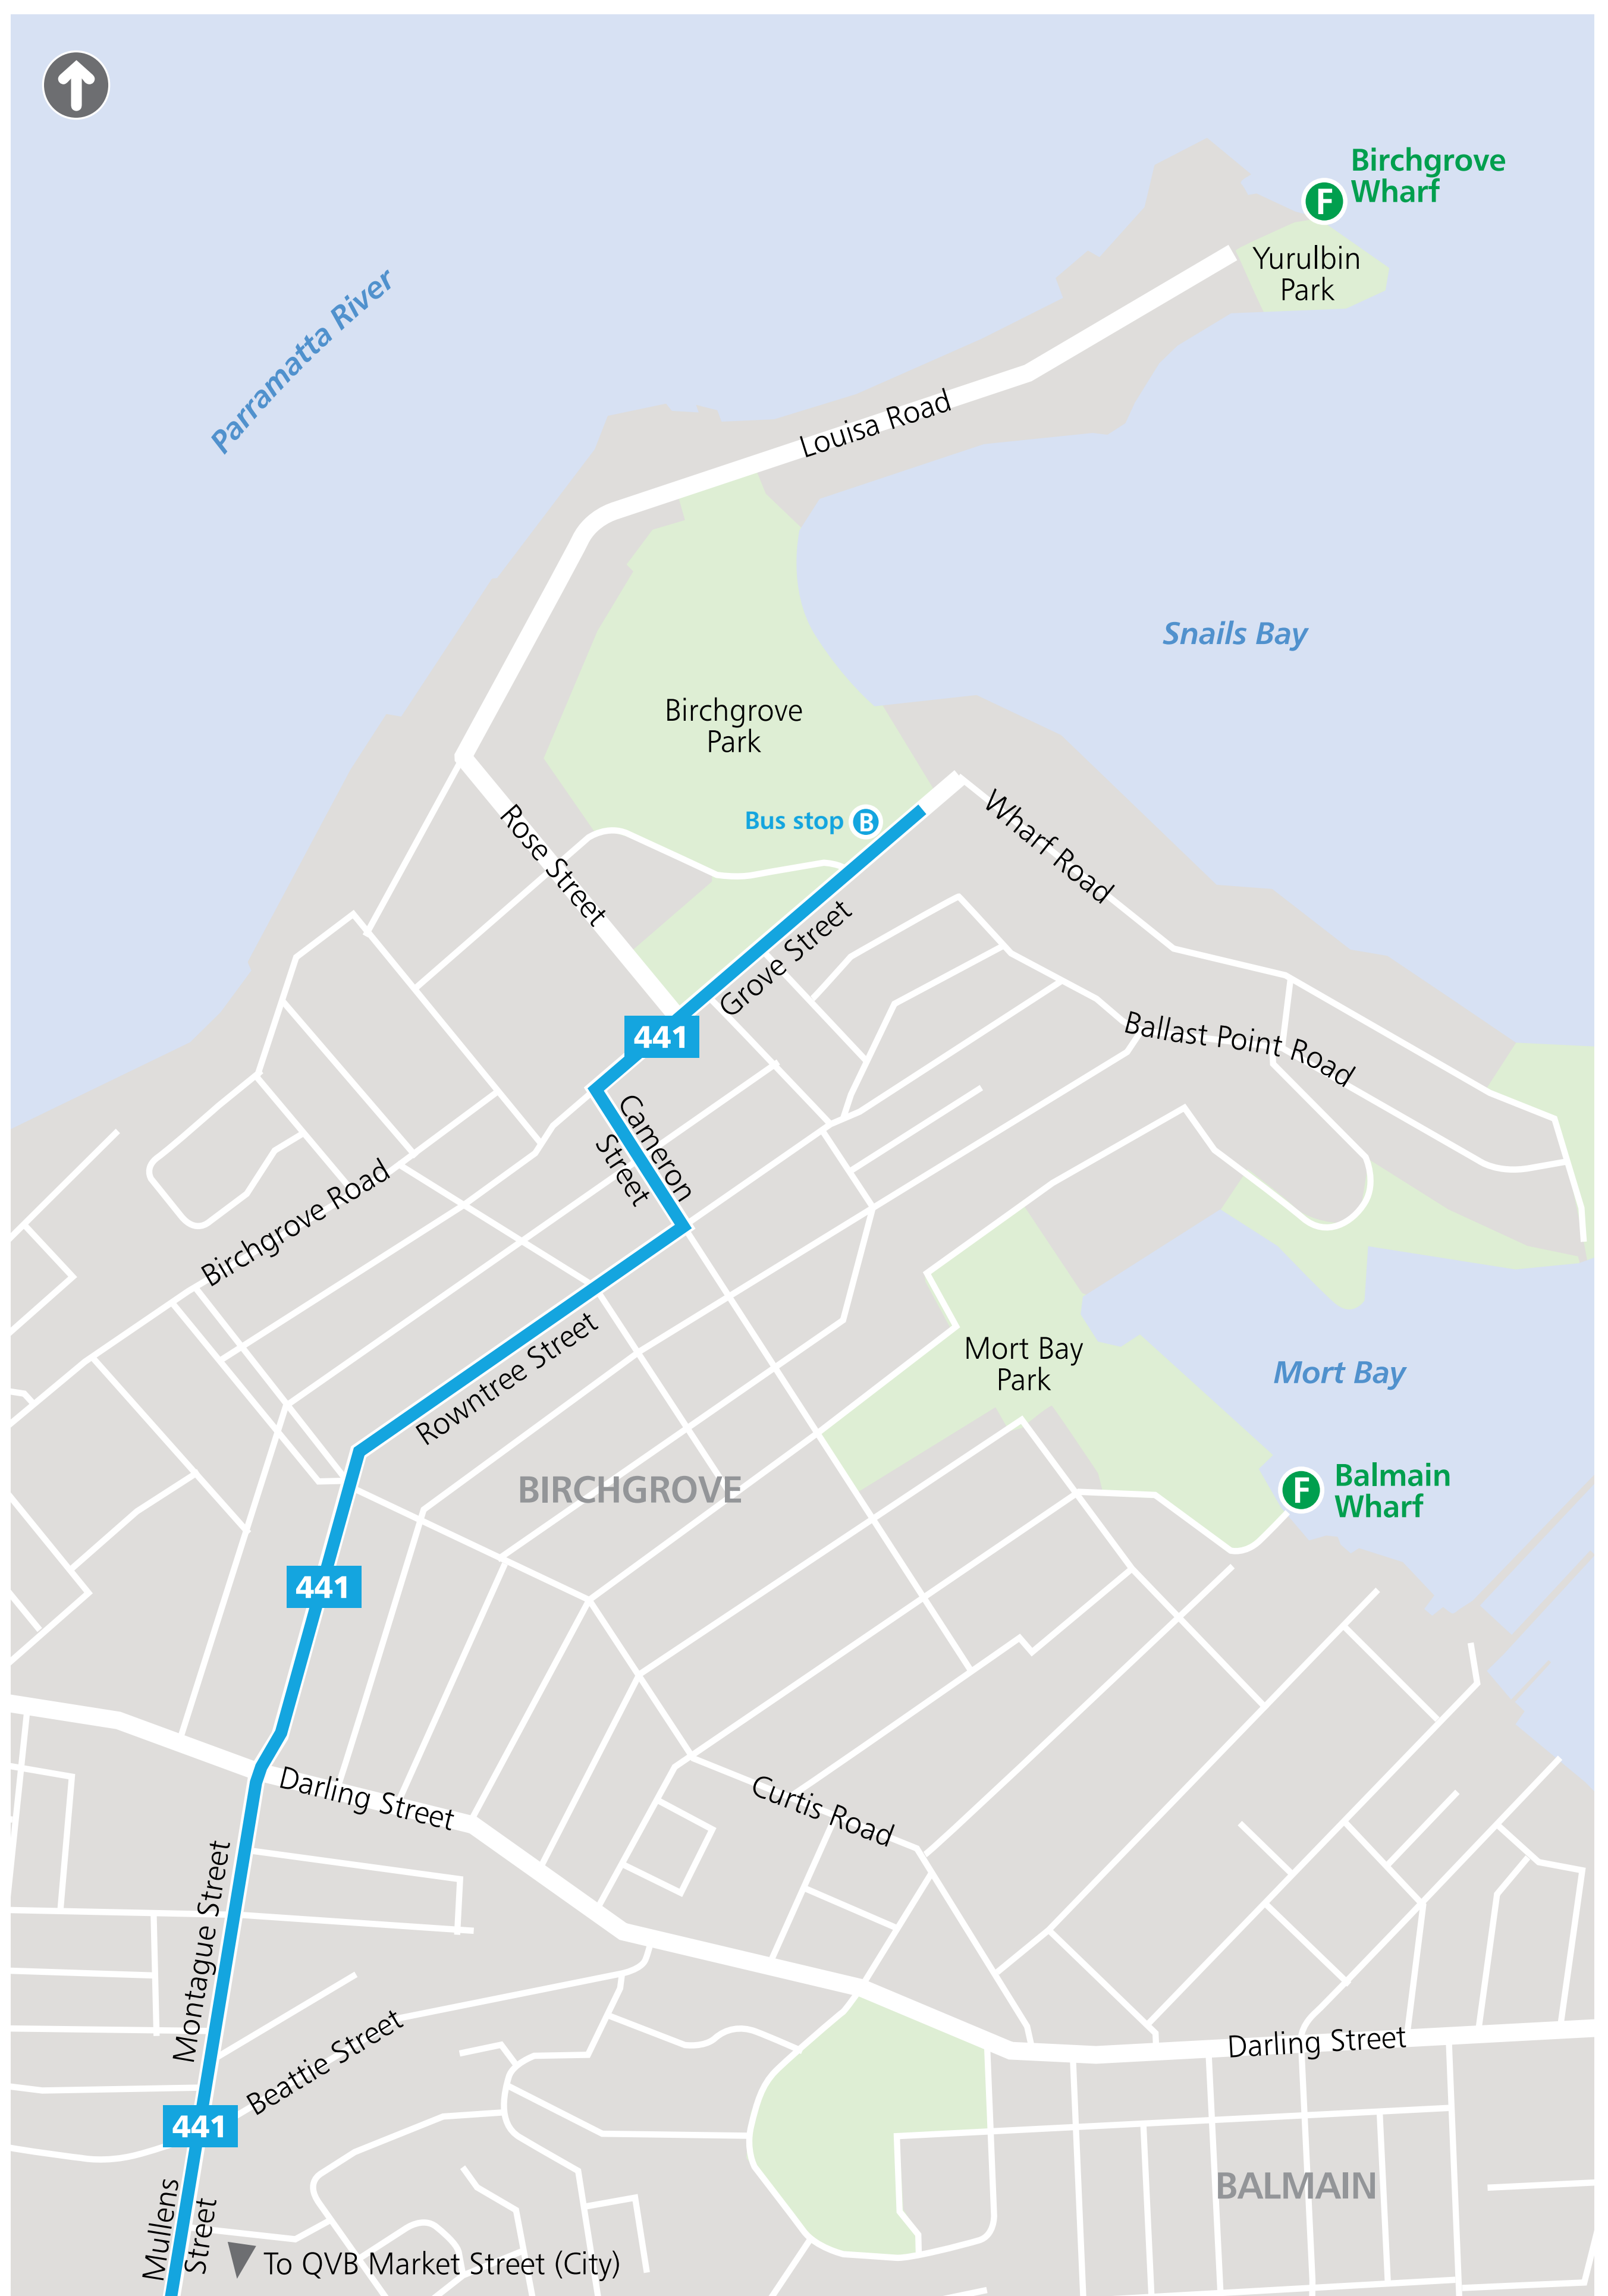 Birchgrove
Wharf
F
Yurulbin
Park
Parramatta River
Louisa Road
Snails Bay
Birchgrove
Park
Bus stop B
Wharf Road
Rose Street
Grove Street
441
Ballast Point Road
Cameron
Street
Birchgrove Road
Rowntree Street
Mort Bay
Park
Mort Bay
BIRCHGROVE
F
Balmain
Wharf
441
Darling Street
Curtis Road
Montague Street
Beattie Street
Darling Street
441
BALMAIN
Mullens
Street
To QVB Market Street (City)